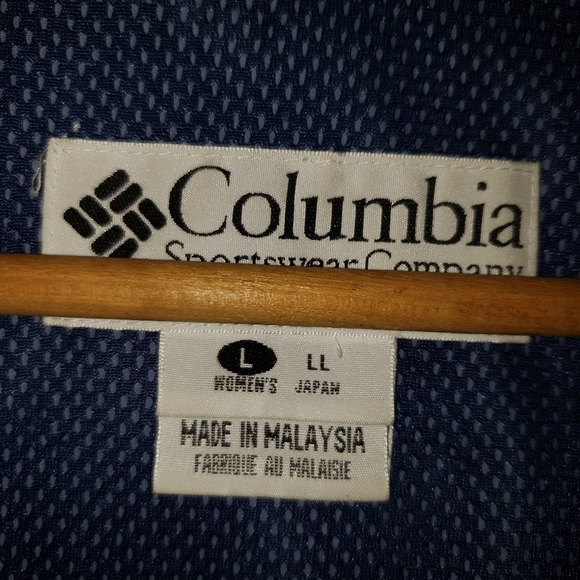 Columbia
Sportswear Company
L LL
WOMEN'S JAPAN
MADE IN MALAYSIA
FABRIQUE AU MALAISIE